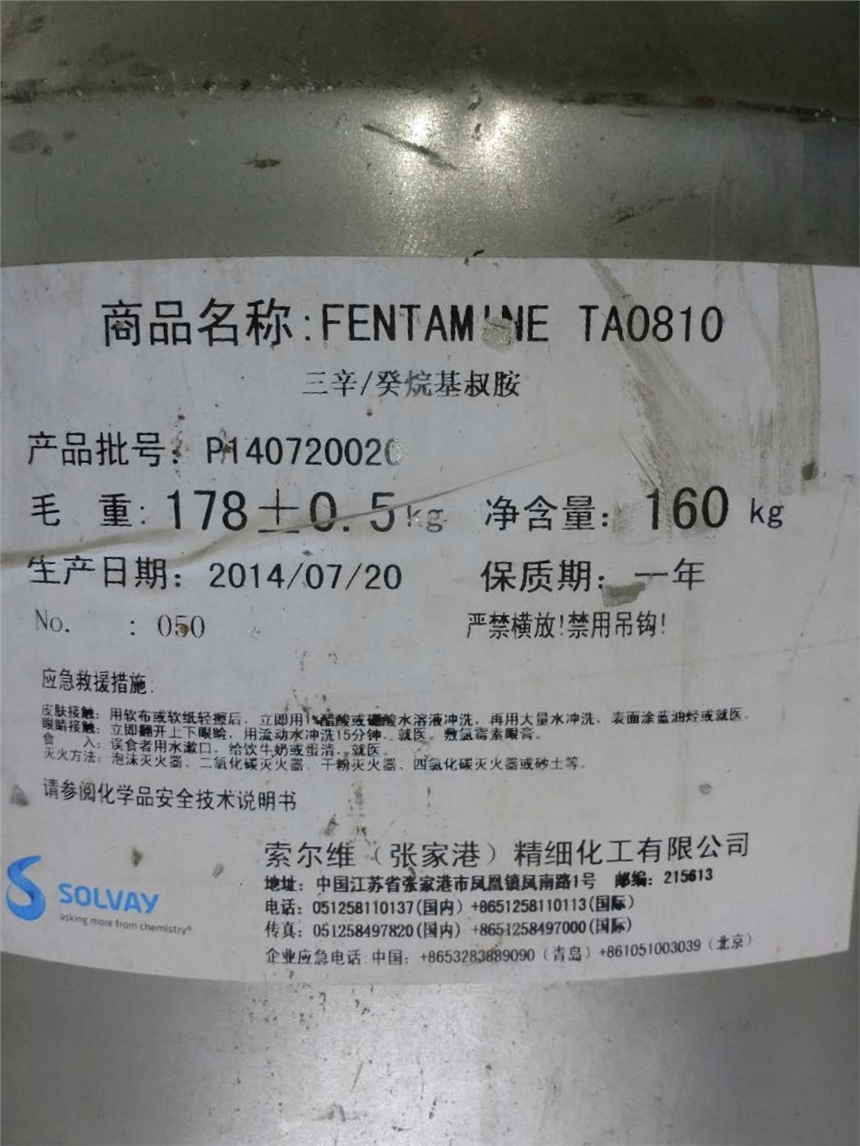 商品名称:FENTAMINE TA0810
三辛/癸烷基叔胺
产品批号: P140720020
毛 重: 178±0.5kg 净含量: 160 kg
生产日期: 2014/07/20 保质期: 一年
No. : 050 严禁横放!禁用吊钩!
应急救援措施:
皮肤接触: 用软布或软纸轻擦后, 立即用1%醋酸或硼酸水溶液冲洗, 再用大量水冲洗, 表面涂蓝油烃或就医.
眼睛接触: 立即翻开上下眼睑, 用流动水冲洗15分钟. 就医. 敷氯霉素眼膏.
食 入: 误食者用水漱口, 给饮牛奶或蛋清. 就医.
灭火方法: 泡沫灭火器、二氧化碳灭火器、干粉灭火器、四氯化碳灭火器或砂土等.
请参阅化学品安全技术说明书
索尔维（张家港）精细化工有限公司
地址: 中国江苏省张家港市凤凰镇凤南路1号 邮编: 215613
SOLVAY
asking more from chemistry®
电话: 051258110137(国内) +8651258110113(国际)
传真: 051258497820(国内) +8651258497000(国际)
企业应急电话:中国: +8653283889090（青岛）+861051003039（北京）